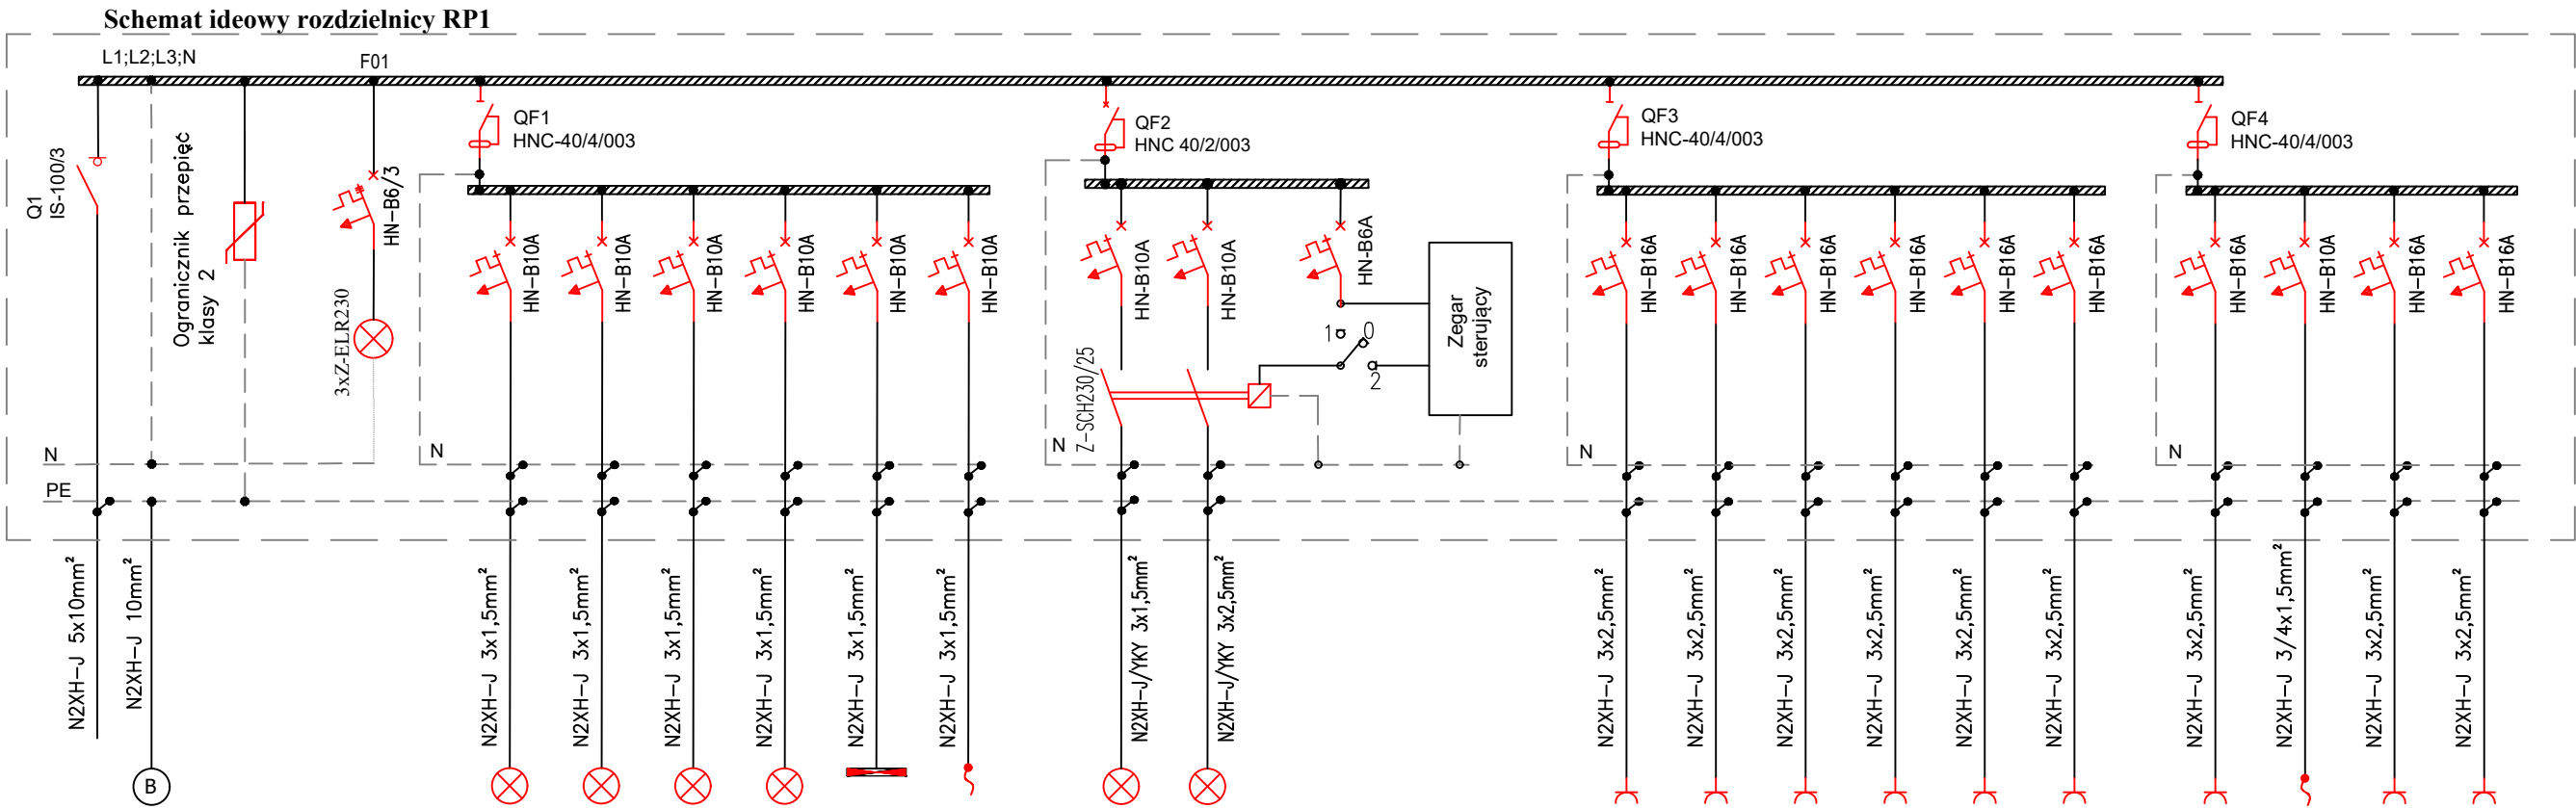 Schemat ideowy rozdzielnicy RP1
L1;L2;L3;N
F01
Q1
IS-100/3
Ogranicznik przepięć
klasy 2
HN-B6/3
3xZ-ELR230
N
PE
QF1
HNC-40/4/003
HN-B10A
HN-B10A
HN-B10A
HN-B10A
HN-B10A
HN-B10A
N
QF2
HNC 40/2/003
HN-B10A
HN-B10A
HN-B6A
Z-SCH230/25
1
0
2
Zegar
sterujący
N
QF3
HNC-40/4/003
HN-B16A
HN-B16A
HN-B16A
HN-B16A
HN-B16A
HN-B16A
N
QF4
HNC-40/4/003
HN-B16A
HN-B10A
HN-B16A
HN-B16A
N
N2XH-J 5x10mm²
N2XH-J 10mm²
N2XH-J 3x1,5mm²
N2XH-J 3x1,5mm²
N2XH-J 3x1,5mm²
N2XH-J 3x1,5mm²
N2XH-J 3x1,5mm²
N2XH-J 3x1,5mm²
N2XH-J/YKY 3x1,5mm²
N2XH-J/YKY 3x2,5mm²
N2XH-J 3x2,5mm²
N2XH-J 3x2,5mm²
N2XH-J 3x2,5mm²
N2XH-J 3x2,5mm²
N2XH-J 3x2,5mm²
N2XH-J 3x2,5mm²
N2XH-J 3x2,5mm²
N2XH-J 3/4x1,5mm²
N2XH-J 3x2,5mm²
N2XH-J 3x2,5mm²
B